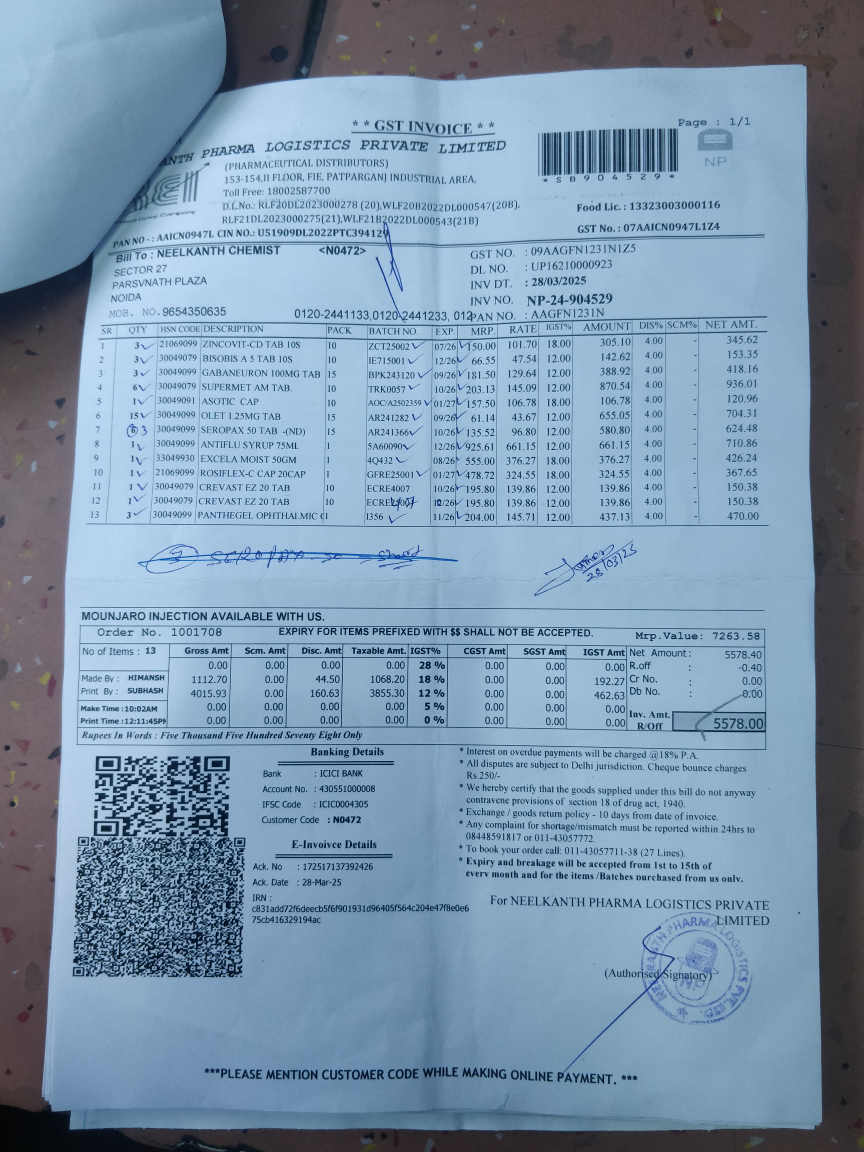 ** GST INVOICE **
Page : 1/1
ANTH PHARMA LOGISTICS PRIVATE LIMITED
(PHARMACEUTICAL DISTRIBUTORS)
153-154,II FLOOR, FIE, PATPARGANJ INDUSTRIAL AREA,
Toll Free: 18002587700
D.L.No.: RLF20DL2023000278 (20),WLF20B2022DL000547(20B),
RLF21DL2023000275(21),WLF21B2022DL000543(21B)
PAN NO - : AAICN0947L CIN NO.: U51909DL2022PTC394129
*SB904529*
NP
Food Lic. : 13323003000116
GST No. : 07AAICN0947L1Z4
Bill To : NEELKANTH CHEMIST <N0472>
SECTOR 27
PARSVNATH PLAZA
NOIDA
MOB. NO.9654350635 0120-2441133,0120-2441233, 012
GST NO. : 09AAGFN1231N1Z5
DL NO. : UP16210000923
INV DT. : 28/03/2025
INV NO. NP-24-904529
PAN NO. : AAGFN1231N
SR QTY HSN CODE DESCRIPTION PACK BATCH NO. EXP. MRP. RATE IGST% AMOUNT DIS% SCM% NET AMT.
1 3 21069099 ZINCOVIT-CD TAB 10S 10 ZCT25002 07/26 150.00 101.70 18.00 305.10 4.00 - 345.62
2 3 30049079 BISOBIS A 5 TAB 10S 10 IE715001 12/26 66.55 47.54 12.00 142.62 4.00 - 153.35
3 3 30049099 GABANEURON 100MG TAB 15 BPK243120 09/26 181.50 129.64 12.00 388.92 4.00 - 418.16
4 6 30049079 SUPERMET AM TAB. 10 TRK0057 10/26 203.13 145.09 12.00 870.54 4.00 - 936.01
5 1 30049091 ASOTIC CAP 10 AOC/A2502359 01/27 157.50 106.78 18.00 106.78 4.00 - 120.96
6 15 30049099 OLET 1.25MG TAB 15 AR241282 09/26 61.14 43.67 12.00 655.05 4.00 - 704.31
7 3 30049099 SEROPAX 50 TAB -(ND) 15 AR241366 10/26 135.52 96.80 12.00 580.80 4.00 - 624.48
8 1 30049099 ANTIFLU SYRUP 75ML 1 5A60090 12/26 925.61 661.15 12.00 661.15 4.00 - 710.86
9 1 33049930 EXCELA MOIST 50GM 1 4Q432 08/26 555.00 376.27 18.00 376.27 4.00 - 426.24
10 1 21069099 ROSIFLEX-C CAP 20CAP 1 GFRE25001 01/27 478.72 324.55 18.00 324.55 4.00 - 367.65
11 1 30049079 CREVAST EZ 20 TAB 10 ECRE4007 10/26 195.80 139.86 12.00 139.86 4.00 - 150.38
12 1 30049079 CREVAST EZ 20 TAB 10 12/26 195.80 139.86 12.00 139.86 4.00 - 150.38
13 3 30049099 PANTHEGEL OPHTHALMIC 1 I356 11/26 204.00 145.71 12.00 437.13 4.00 - 470.00
MOUNJARO INJECTION AVAILABLE WITH US.
Order No. 1001708 EXPIRY FOR ITEMS PREFIXED WITH $$ SHALL NOT BE ACCEPTED. Mrp.Value: 7263.58
No of Items : 13 Gross Amt Scm. Amt Disc. Amt Taxable Amt. IGST% CGST Amt SGST Amt IGST Amt Net Amount : 5578.40
0.00 0.00 0.00 0.00 28 % 0.00 0.00 0.00 R.off : -0.40
Made By : HIMANSH 1112.70 0.00 44.50 1068.20 18 % 0.00 0.00 192.27 Cr No. : 0.00
Print By : SUBHASH 4015.93 0.00 160.63 3855.30 12 % 0.00 0.00 462.63 Db No. : 0.00
Make Time :10:02AM 0.00 0.00 0.00 0.00 5 % 0.00 0.00 0.00
Print Time :12:11:45PM 0.00 0.00 0.00 0.00 0 % 0.00 0.00 0.00
Inv. Amt.
R/Off 5578.00
Rupees In Words : Five Thousand Five Hundred Seventy Eight Only
Banking Details
Bank : ICICI BANK
Account No. : 430551000008
IFSC Code : ICIC0004305
Customer Code : N0472
E-Invoivce Details
Ack. No : 172517137392426
Ack. Date : 28-Mar-25
IRN :
c831add72f6deecb5f6f901931d96405f564c204e47f8e0e6
75cb416329194ac
* Interest on overdue payments will be charged @18% P.A.
* All disputes are subject to Delhi jurisdiction. Cheque bounce charges
Rs.250/-
* We hereby certify that the goods supplied under this bill do not anyway
contravene provisions of section 18 of drug act, 1940.
* Exchange / goods return policy - 10 days from date of invoice.
* Any complaint for shortage/mismatch must be reported within 24hrs to
08448591817 or 011-43057772.
* To book your order call: 011-43057711-38 (27 Lines).
* Expiry and breakage will be accepted from 1st to 15th of
every month and for the items /Batches purchased from us only.
For NEELKANTH PHARMA LOGISTICS PRIVATE
LIMITED
(Authorised Signatory)
***PLEASE MENTION CUSTOMER CODE WHILE MAKING ONLINE PAYMENT. ***